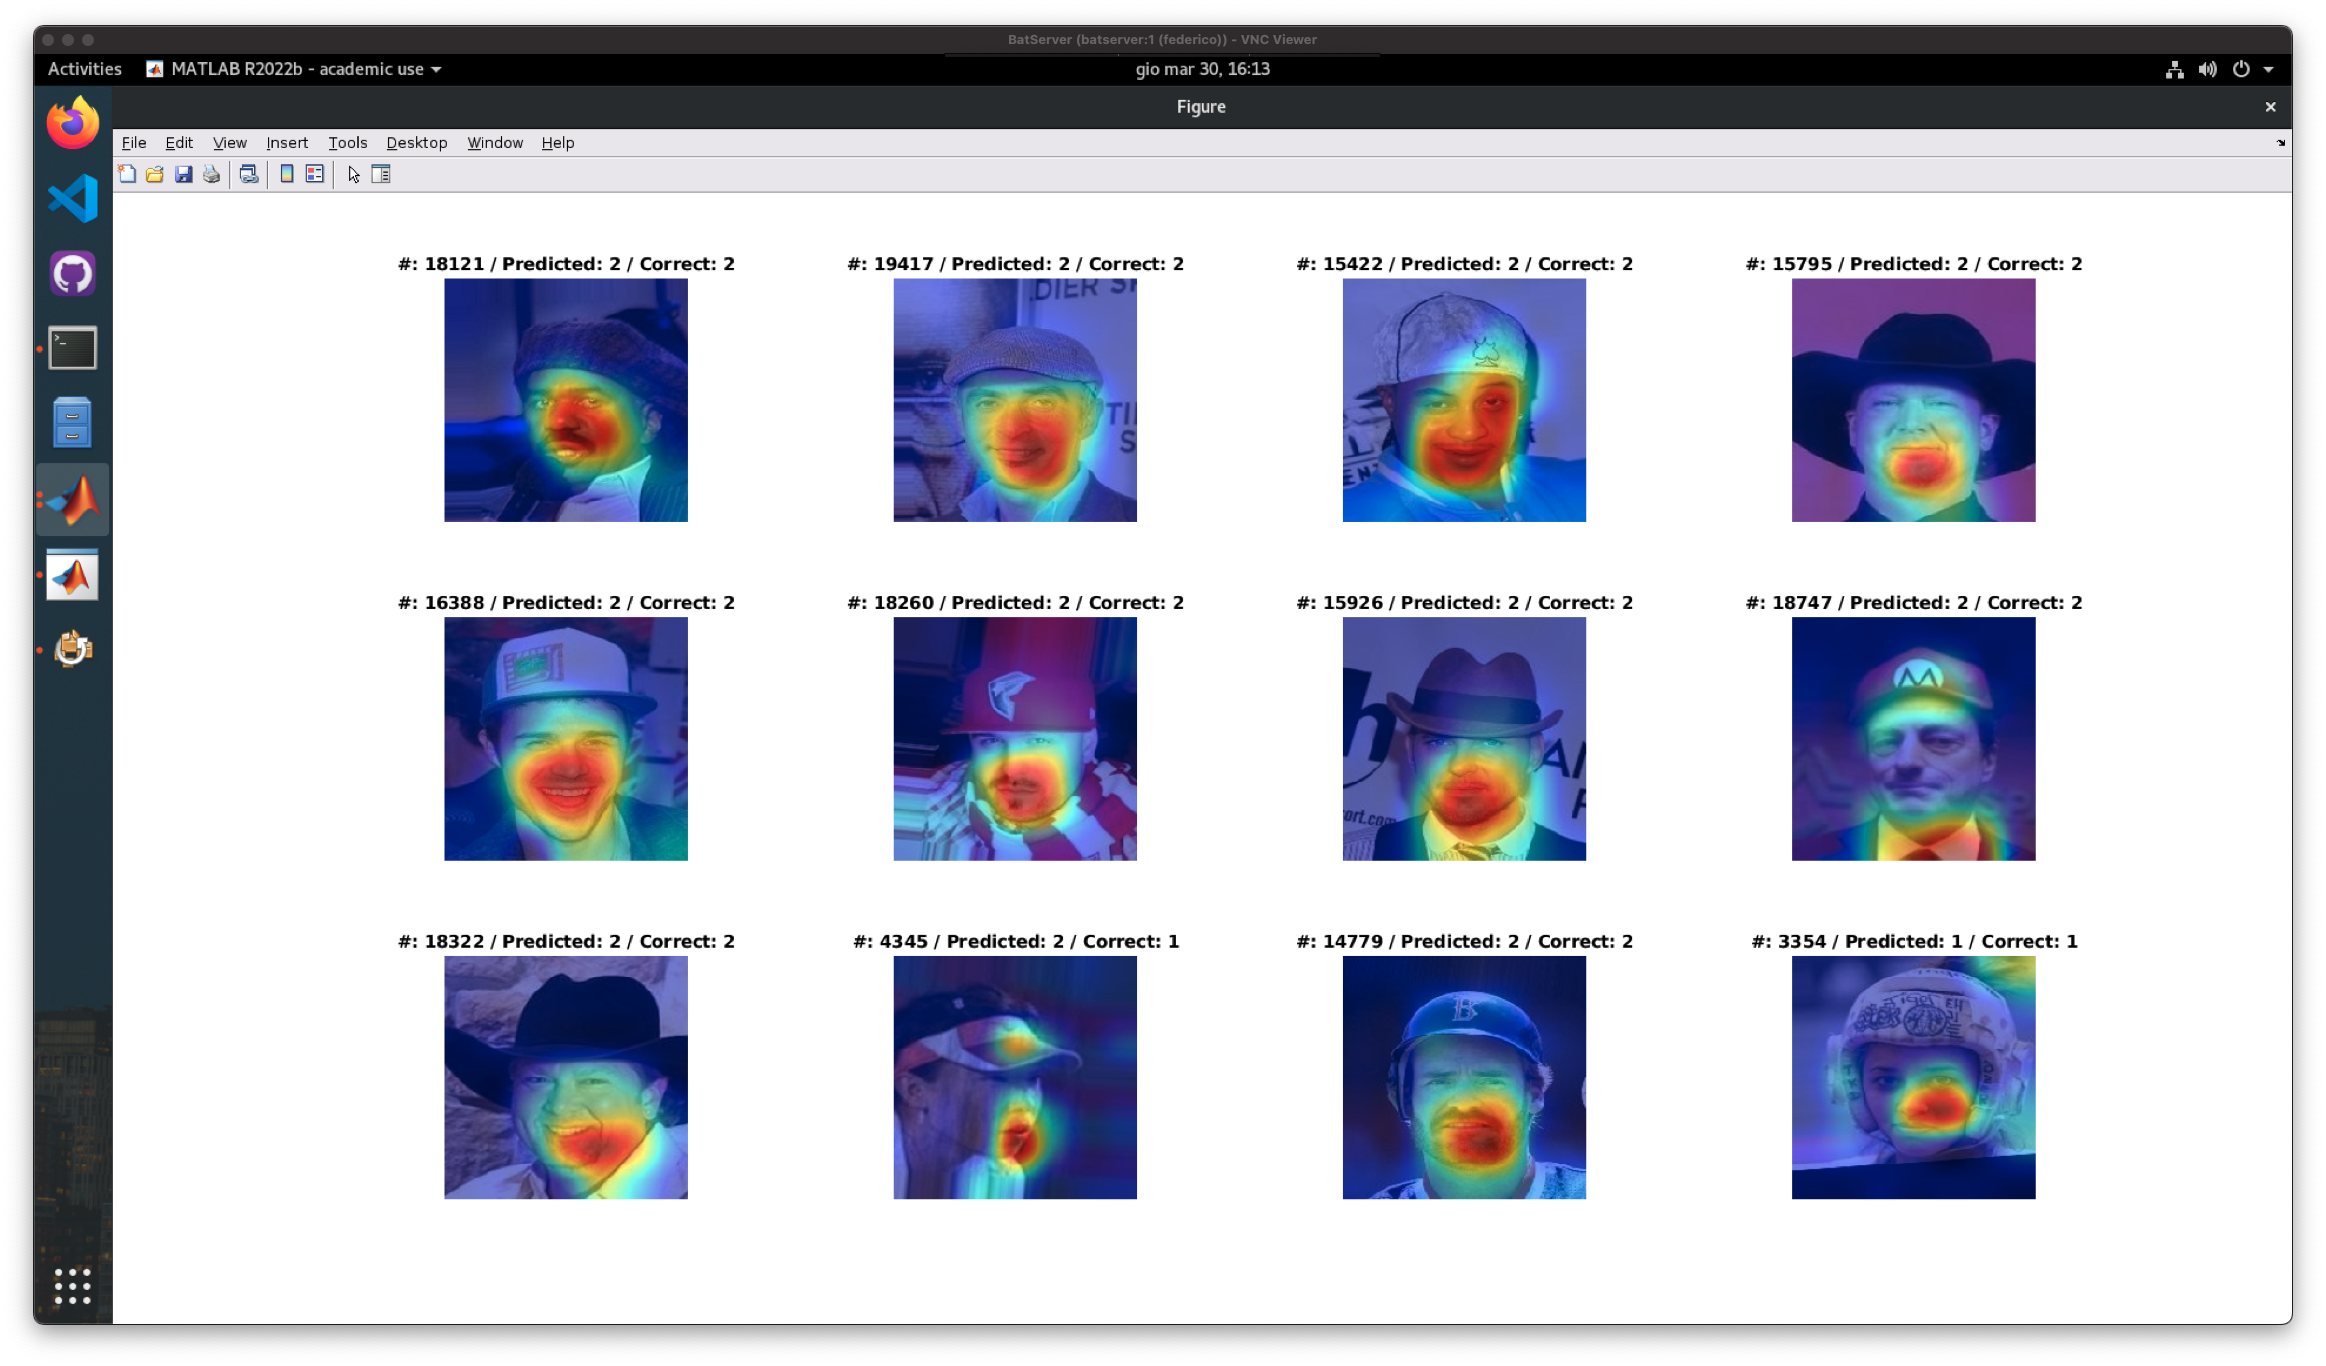 BatServer (batserver:1 (federico)) - VNC Viewer
Activities MATLAB R2022b - academic use gio mar 30, 16:13
Figure
File Edit View Insert Tools Desktop Window Help
#: 18121 / Predicted: 2 / Correct: 2 #: 19417 / Predicted: 2 / Correct: 2 #: 15422 / Predicted: 2 / Correct: 2 #: 15795 / Predicted: 2 / Correct: 2
#: 16388 / Predicted: 2 / Correct: 2 #: 18260 / Predicted: 2 / Correct: 2 #: 15926 / Predicted: 2 / Correct: 2 #: 18747 / Predicted: 2 / Correct: 2
M
h
ort.com
#: 18322 / Predicted: 2 / Correct: 2 #: 4345 / Predicted: 2 / Correct: 1 #: 14779 / Predicted: 2 / Correct: 2 #: 3354 / Predicted: 1 / Correct: 1
B